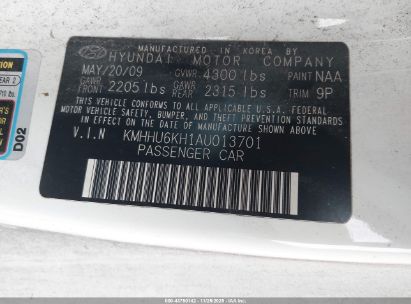 MANUFACTURED IN KOREA BY
HYUNDAI MOTOR COMPANY
MAY/20/09 GVWR 4300 lbs PAINT NAA
GAWR FRONT 2205 lbs GAWR REAR 2315 lbs TRIM 9P
THIS VEHICLE CONFORMS TO ALL APPLICABLE U.S.A. FEDERAL
MOTOR VEHICLE SAFETY, BUMPER, AND THEFT PREVENTION
STANDARDS IN EFFECT ON THE DATE OF MANUFACTURE SHOWN ABOVE.
V.I.N KMHHU6KH1AU013701
PASSENGER CAR
D02